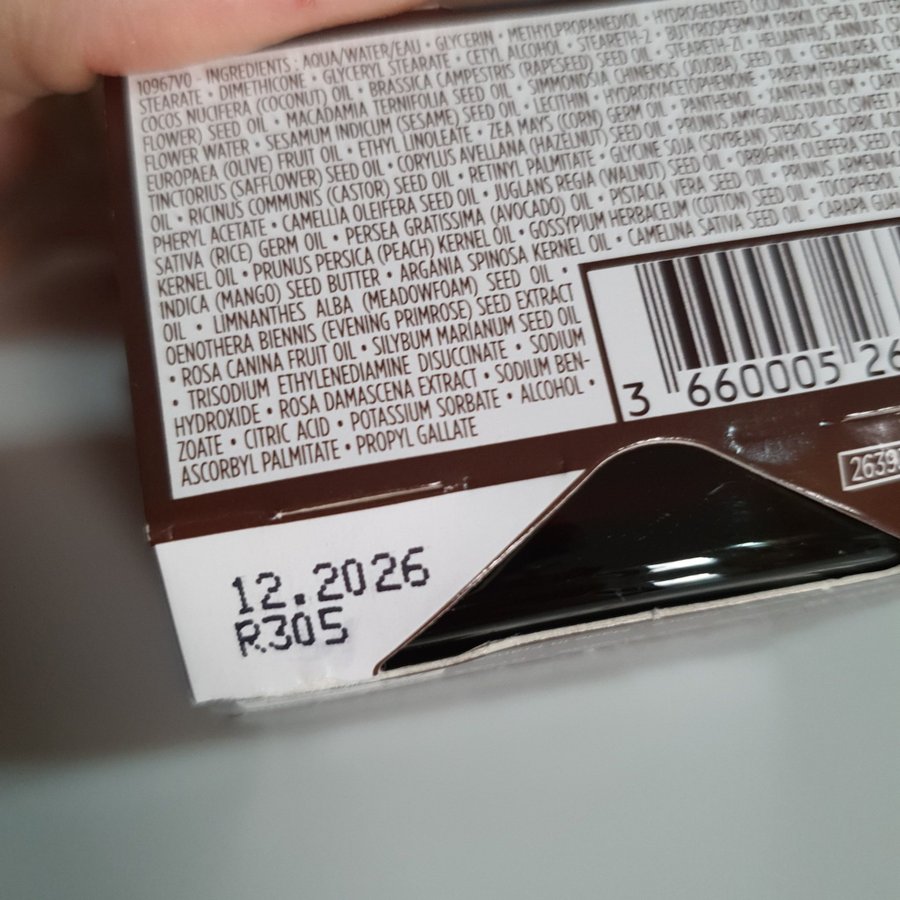 10967V0 - INGREDIENTS : AQUA/WATER/EAU • GLYCERIN • METHYLPROPANEDIOL • HYDROGENATED
STEARATE • DIMETHICONE • GLYCERYL STEARATE • CETYL ALCOHOL • STEARETH-2 • BUTYROSPERMUM PARKII (SHEA) BUTTER
COCOS NUCIFERA (COCONUT) OIL • BRASSICA CAMPESTRIS (RAPESEED) SEED OIL • STEARETH-21 • HELIANTHUS ANNUUS
FLOWER) SEED OIL • MACADAMIA TERNIFOLIA SEED OIL • SIMMONDSIA CHINENSIS (JOJOBA) SEED OIL • CENTAUREA
FLOWER WATER • SESAMUM INDICUM (SESAME) SEED OIL • LECITHIN • HYDROXYACETOPHENONE • PARFUM/FRAGRANCE
EUROPAEA (OLIVE) FRUIT OIL • ETHYL LINOLEATE • ZEA MAYS (CORN) GERM OIL • PANTHENOL • XANTHAN GUM
TINCTORIUS (SAFFLOWER) SEED OIL • CORYLUS AVELLANA (HAZELNUT) SEED OIL • PRUNUS AMYGDALUS DULCIS (SWEET
OIL • RICINUS COMMUNIS (CASTOR) SEED OIL • RETINYL PALMITATE • GLYCINE SOJA (SOYBEAN) STEROLS • SORBIC
PHERYL ACETATE • CAMELLIA OLEIFERA SEED OIL • JUGLANS REGIA (WALNUT) SEED OIL • ORBIGNYA OLEIFERA SEED
SATIVA (RICE) GERM OIL • PERSEA GRATISSIMA (AVOCADO) OIL • PISTACIA VERA SEED OIL • PRUNUS
KERNEL OIL • PRUNUS PERSICA (PEACH) KERNEL OIL • GOSSYPIUM HERBACEUM (COTTON) SEED OIL • TOCOPHEROL
INDICA (MANGO) SEED BUTTER • ARGANIA SPINOSA KERNEL OIL • CAMELINA SATIVA SEED OIL • CARAPA
OIL • LIMNANTHES ALBA (MEADOWFOAM) SEED OIL •
OENOTHERA BIENNIS (EVENING PRIMROSE) SEED EXTRACT
• ROSA CANINA FRUIT OIL • SILYBUM MARIANUM SEED OIL
• TRISODIUM ETHYLENEDIAMINE DISUCCINATE • SODIUM
HYDROXIDE • ROSA DAMASCENA EXTRACT • SODIUM BEN-
ZOATE • CITRIC ACID • POTASSIUM SORBATE • ALCOHOL •
ASCORBYL PALMITATE • PROPYL GALLATE
3 660005 26
2639
12.2026
R305